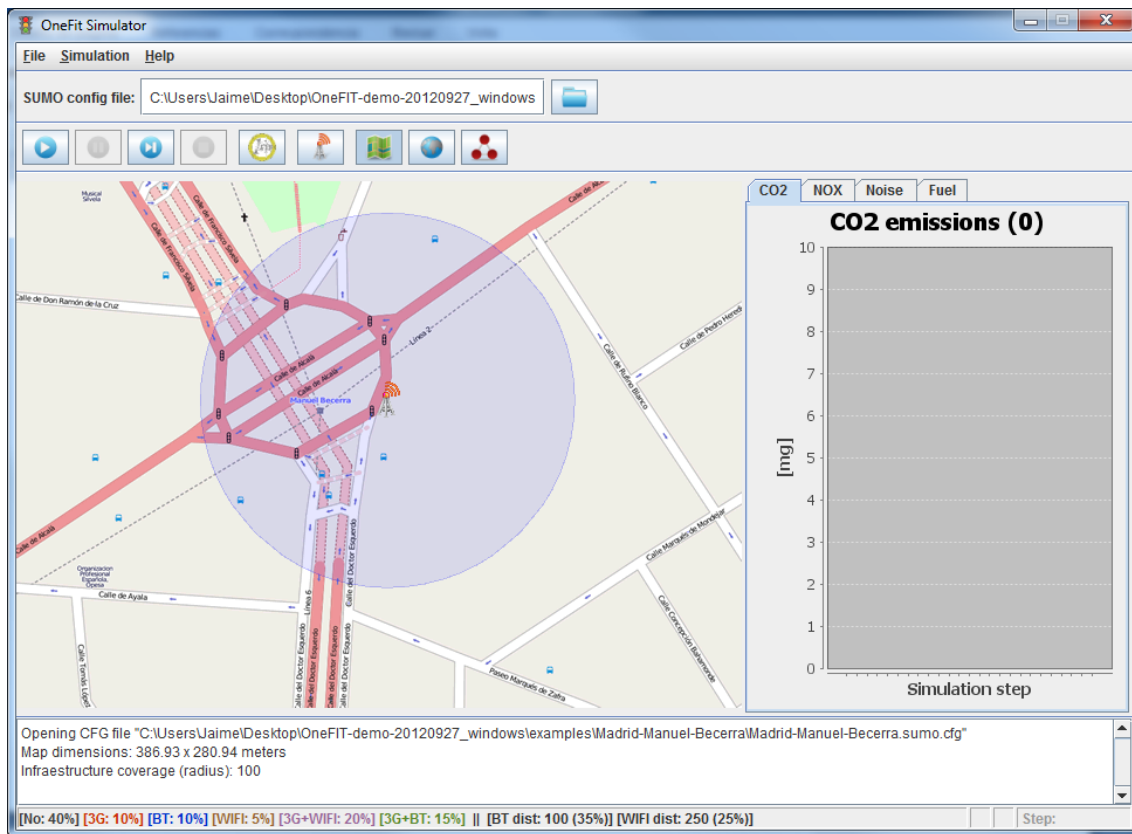 OneFit Simulator
File Simulation Help
SUMO config file: C:\Users\Jaime\Desktop\OneFIT-demo-20120927_windows
Musical Silvela
Calle de Francisco Silvela
Calle de Francisco Silvela
Calle de Alca
Calle de Don Ramón de la Cruz
Línea 2
Calle de Pedro Hered
Calle de Rufino Blanco
Calle de Alcalá
Calle de Alcalá
Manuel Becerra
Calle de Alcalá
Calle Marqués de Mondejar
Organizacion Profesional Española, Opesa
Calle de Ayala
Línea 6
Calle del Doctor Esquerdo
Calle del Doctor Esquerdo
Calle del Doctor Esquerdo
Calle del Doctor Esquerdo
Calle Tomás López
Calle Concepción Bahamonde
Paseo Marqués de Zafra
CO2 NOX Noise Fuel
CO2 emissions (0)
10
9
8
7
6
5
4
3
2
1
0
[mg]
Simulation step
Opening CFG file "C:\Users\Jaime\Desktop\OneFIT-demo-20120927_windows\examples\Madrid-Manuel-Becerra\Madrid-Manuel-Becerra.sumo.cfg"
Map dimensions: 386.93 x 280.94 meters
Infraestructure coverage (radius): 100
[No: 40%] [3G: 10%] [BT: 10%] [WIFI: 5%] [3G+WIFI: 20%] [3G+BT: 15%] || [BT dist: 100 (35%)] [WIFI dist: 250 (25%)] Step: